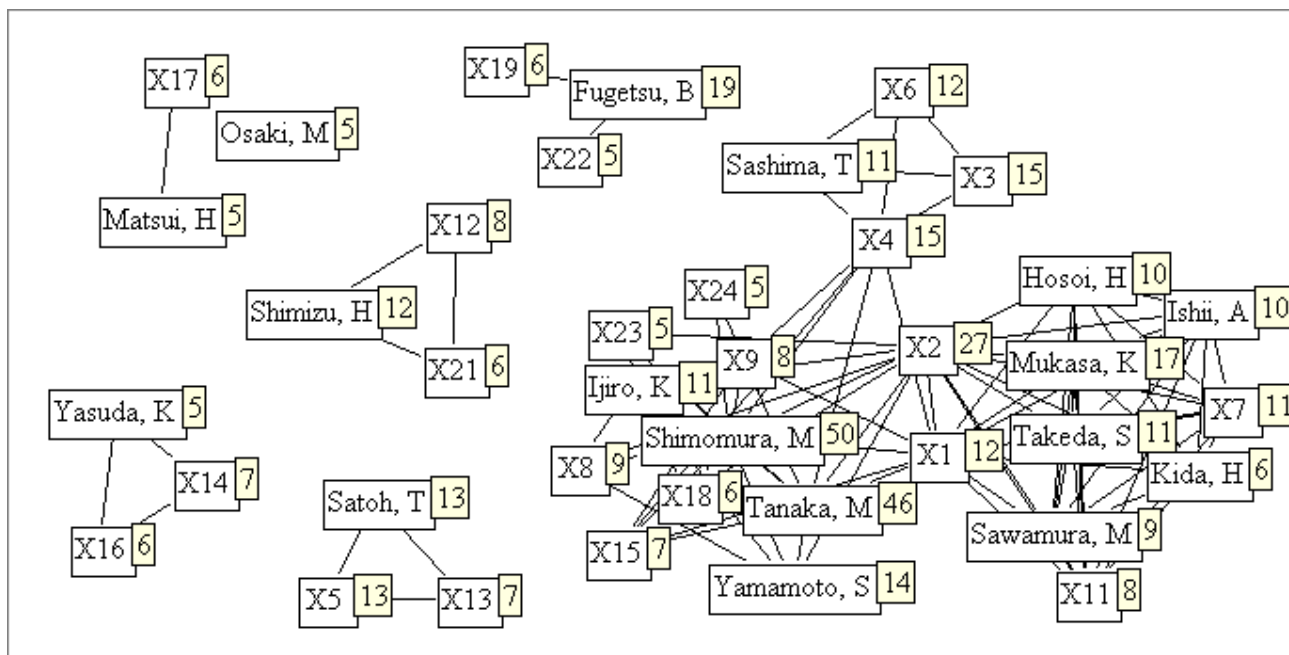 X17 6
Osaki, M 5
Matsui, H 5
X19 6
Fugetsu, B 19
X22 5
X6 12
Sashima, T 11
X3 15
X4 15
X12 8
Shimizu, H 12
X21 6
X24 5
X23 5
X9 8
X2 27
Hosoi, H 10
Ishii, A 10
Mukasa, K 17
Ijiro, K 11
X7 11
Shimomura, M 50
X1 12
Takeda, S 11
Kida, H 6
X8 9
X18 6
Tanaka, M 46
Sawamura, M 9
X15 7
Yamamoto, S 14
X11 8
Yasuda, K 5
X14 7
X16 6
Satoh, T 13
X5 13
X13 7